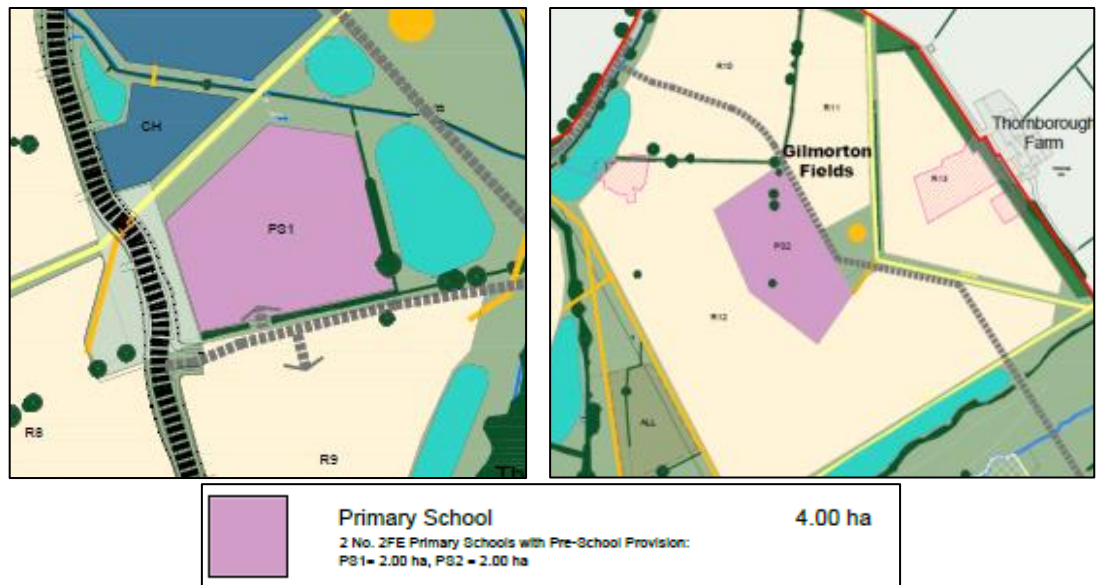 CH
PS1
R8
R9
R10
R11
Thornborough
Farm
Gilmorton
Fields
R13
PS2
R12
ALL
Primary School 4.00 ha
2 No. 2FE Primary Schools with Pre-School Provision:
PS1= 2.00 ha, PS2 = 2.00 ha